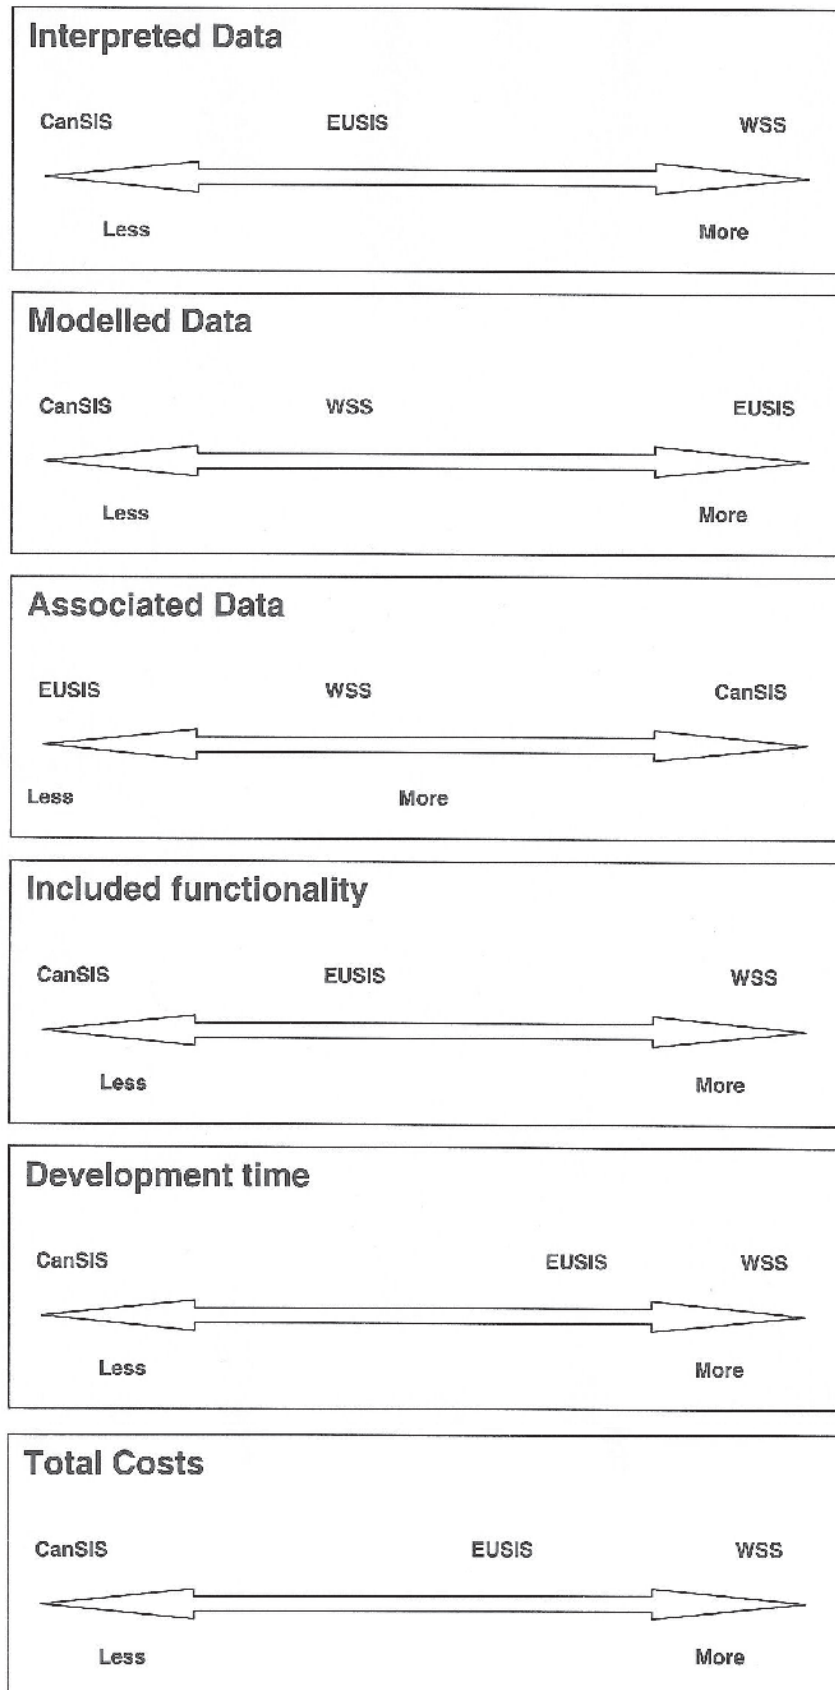 Interpreted Data
CanSIS EUSIS WSS
Less More
Modelled Data
CanSIS WSS EUSIS
Less More
Associated Data
EUSIS WSS CanSIS
Less More
Included functionality
CanSIS EUSIS WSS
Less More
Development time
CanSIS EUSIS WSS
Less More
Total Costs
CanSIS EUSIS WSS
Less More